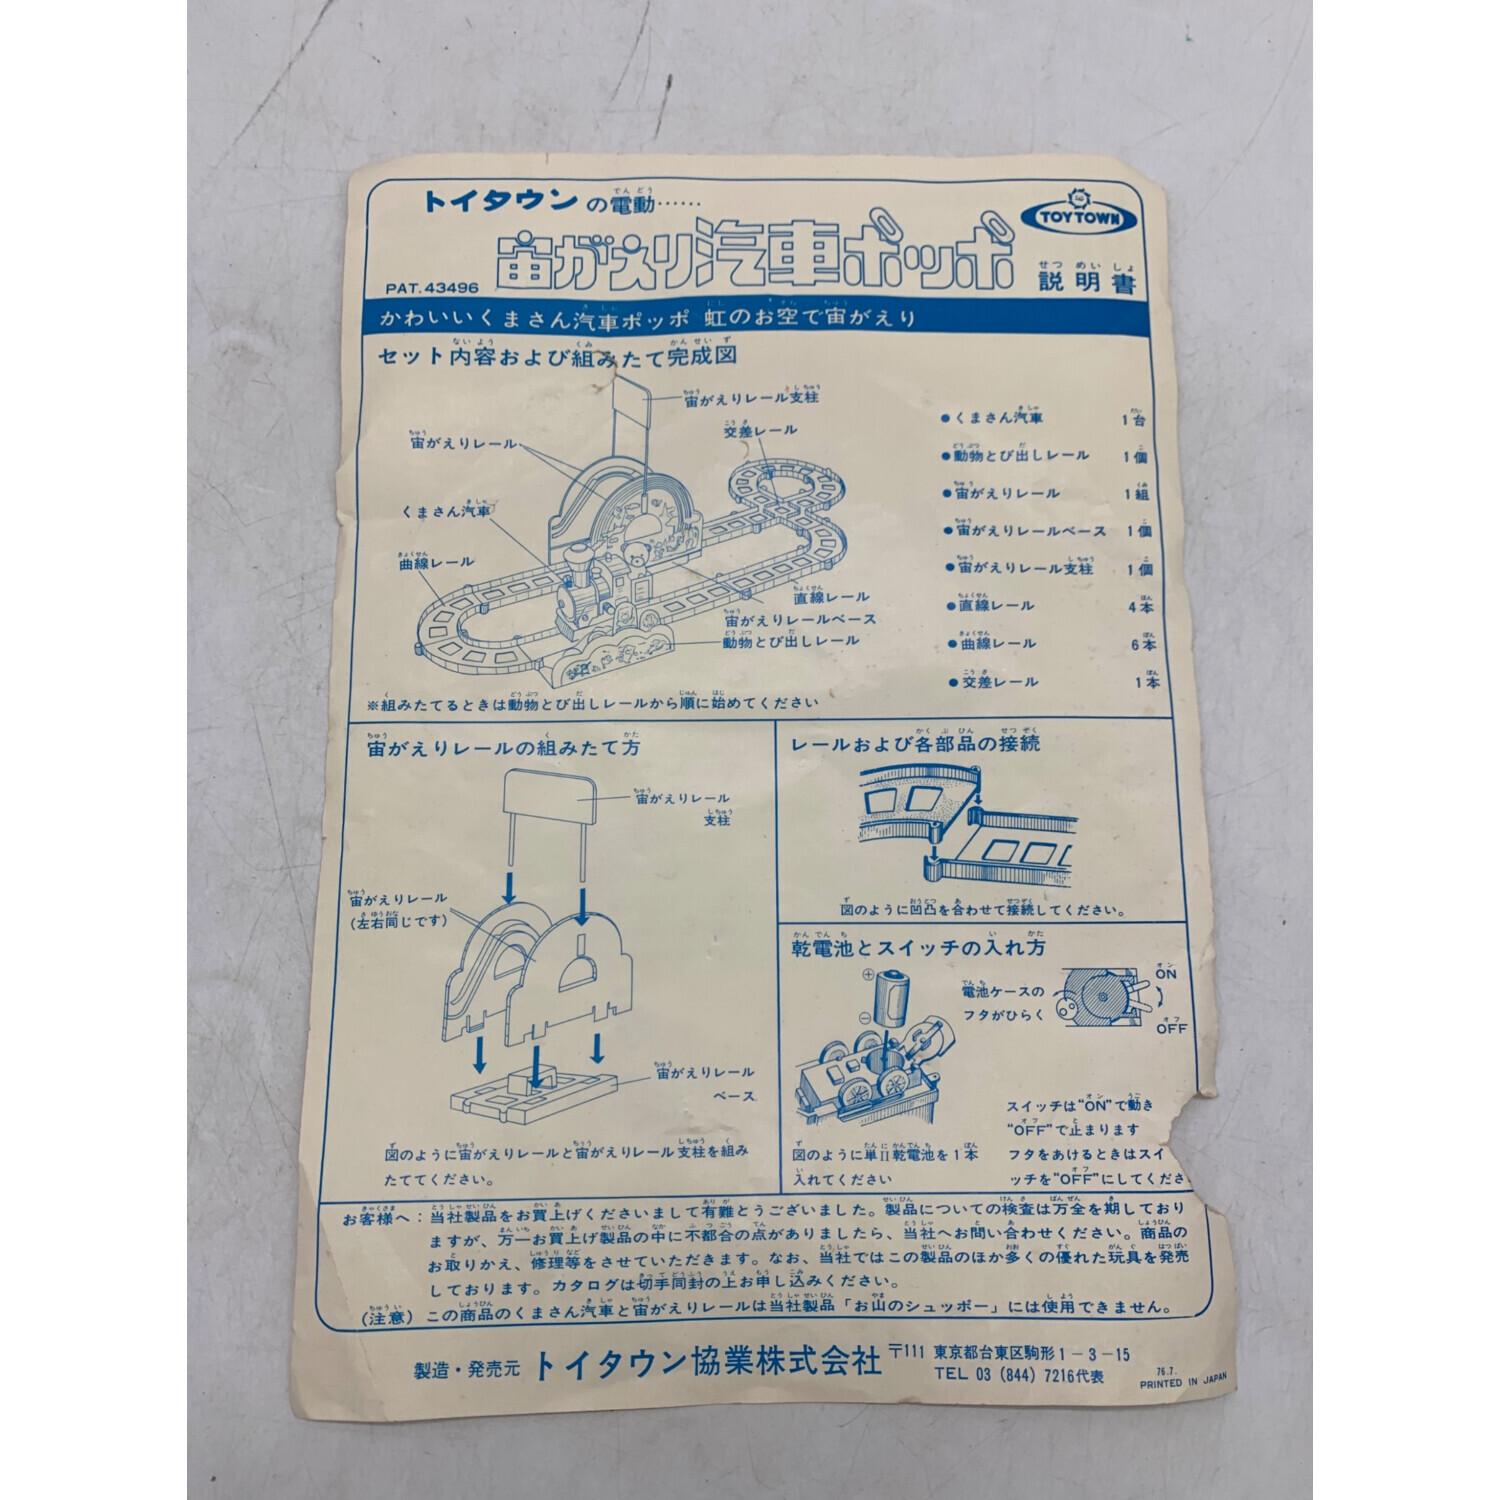 トイタウンの電動……
宙がえり汽車ポッポ
TOYTOWN
PAT.43496
説明書
かわいいくまさん汽車ポッポ 虹のお空で宙がえり
セット内容および組みたて完成図
宙がえりレール支柱
交差レール
宙がえりレール
くまさん汽車
曲線レール
直線レール
宙がえりレールベース
動物とび出しレール
●くまさん汽車 1台
●動物とび出しレール 1個
●宙がえりレール 1組
●宙がえりレールベース 1個
●宙がえりレール支柱 1個
●直線レール 4本
●曲線レール 6本
●交差レール 1本
※組みたてるときは動物とび出しレールから順に始めてください
宙がえりレールの組みたて方
宙がえりレール
支柱
宙がえりレール
(左右同じです)
宙がえりレール
ベース
図のように宙がえりレールと宙がえりレール支柱を組み
たててください。
レールおよび各部品の接続
図のように凹凸を合わせて接続してください。
乾電池とスイッチの入れ方
⊕
⊖
電池ケースの
フタがひらく
ON
OFF
図のように単II乾電池を1本
入れてください
スイッチは"ON"で動き
"OFF"で止まります
フタをあけるときはスイ
ッチを"OFF"にしてくださ
お客様へ:当社製品をお買上げくださいまして有難とうございました。製品についての検査は万全を期しており
ますが、万一お買上げ製品の中に不都合の点がありましたら、当社へお問い合わせください。商品の
お取りかえ、修理等をさせていただきます。なお、当社ではこの製品のほか多くの優れた玩具を発売
しております。カタログは切手同封の上お申し込みください。
(注意)この商品のくまさん汽車と宙がえりレールは当社製品「お山のシュッポー」には使用できません。
製造・発売元 トイタウン協業株式会社 〒111 東京都台東区駒形1-3-15
TEL 03 (844) 7216代表
76.7.
PRINTED IN JAPAN